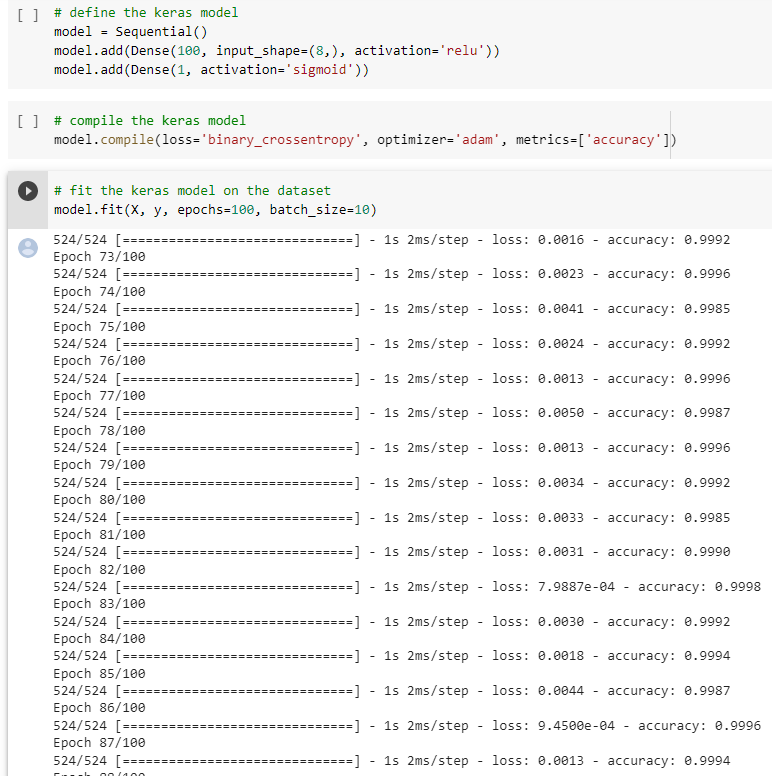 [ ] # define the keras model
model = Sequential()
model.add(Dense(100, input_shape=(8,), activation='relu'))
model.add(Dense(1, activation='sigmoid'))
[ ] # compile the keras model
model.compile(loss='binary_crossentropy', optimizer='adam', metrics=['accuracy'])
# fit the keras model on the dataset
model.fit(X, y, epochs=100, batch_size=10)
524/524 [==============================] - 1s 2ms/step - loss: 0.0016 - accuracy: 0.9992
Epoch 73/100
524/524 [==============================] - 1s 2ms/step - loss: 0.0023 - accuracy: 0.9996
Epoch 74/100
524/524 [==============================] - 1s 2ms/step - loss: 0.0041 - accuracy: 0.9985
Epoch 75/100
524/524 [==============================] - 1s 2ms/step - loss: 0.0024 - accuracy: 0.9992
Epoch 76/100
524/524 [==============================] - 1s 2ms/step - loss: 0.0013 - accuracy: 0.9996
Epoch 77/100
524/524 [==============================] - 1s 2ms/step - loss: 0.0050 - accuracy: 0.9987
Epoch 78/100
524/524 [==============================] - 1s 2ms/step - loss: 0.0013 - accuracy: 0.9996
Epoch 79/100
524/524 [==============================] - 1s 2ms/step - loss: 0.0034 - accuracy: 0.9992
Epoch 80/100
524/524 [==============================] - 1s 2ms/step - loss: 0.0033 - accuracy: 0.9985
Epoch 81/100
524/524 [==============================] - 1s 2ms/step - loss: 0.0031 - accuracy: 0.9990
Epoch 82/100
524/524 [==============================] - 1s 2ms/step - loss: 7.9887e-04 - accuracy: 0.9998
Epoch 83/100
524/524 [==============================] - 1s 2ms/step - loss: 0.0030 - accuracy: 0.9992
Epoch 84/100
524/524 [==============================] - 1s 2ms/step - loss: 0.0018 - accuracy: 0.9994
Epoch 85/100
524/524 [==============================] - 1s 2ms/step - loss: 0.0044 - accuracy: 0.9987
Epoch 86/100
524/524 [==============================] - 1s 2ms/step - loss: 9.4500e-04 - accuracy: 0.9996
Epoch 87/100
524/524 [==============================] - 1s 2ms/step - loss: 0.0013 - accuracy: 0.9994